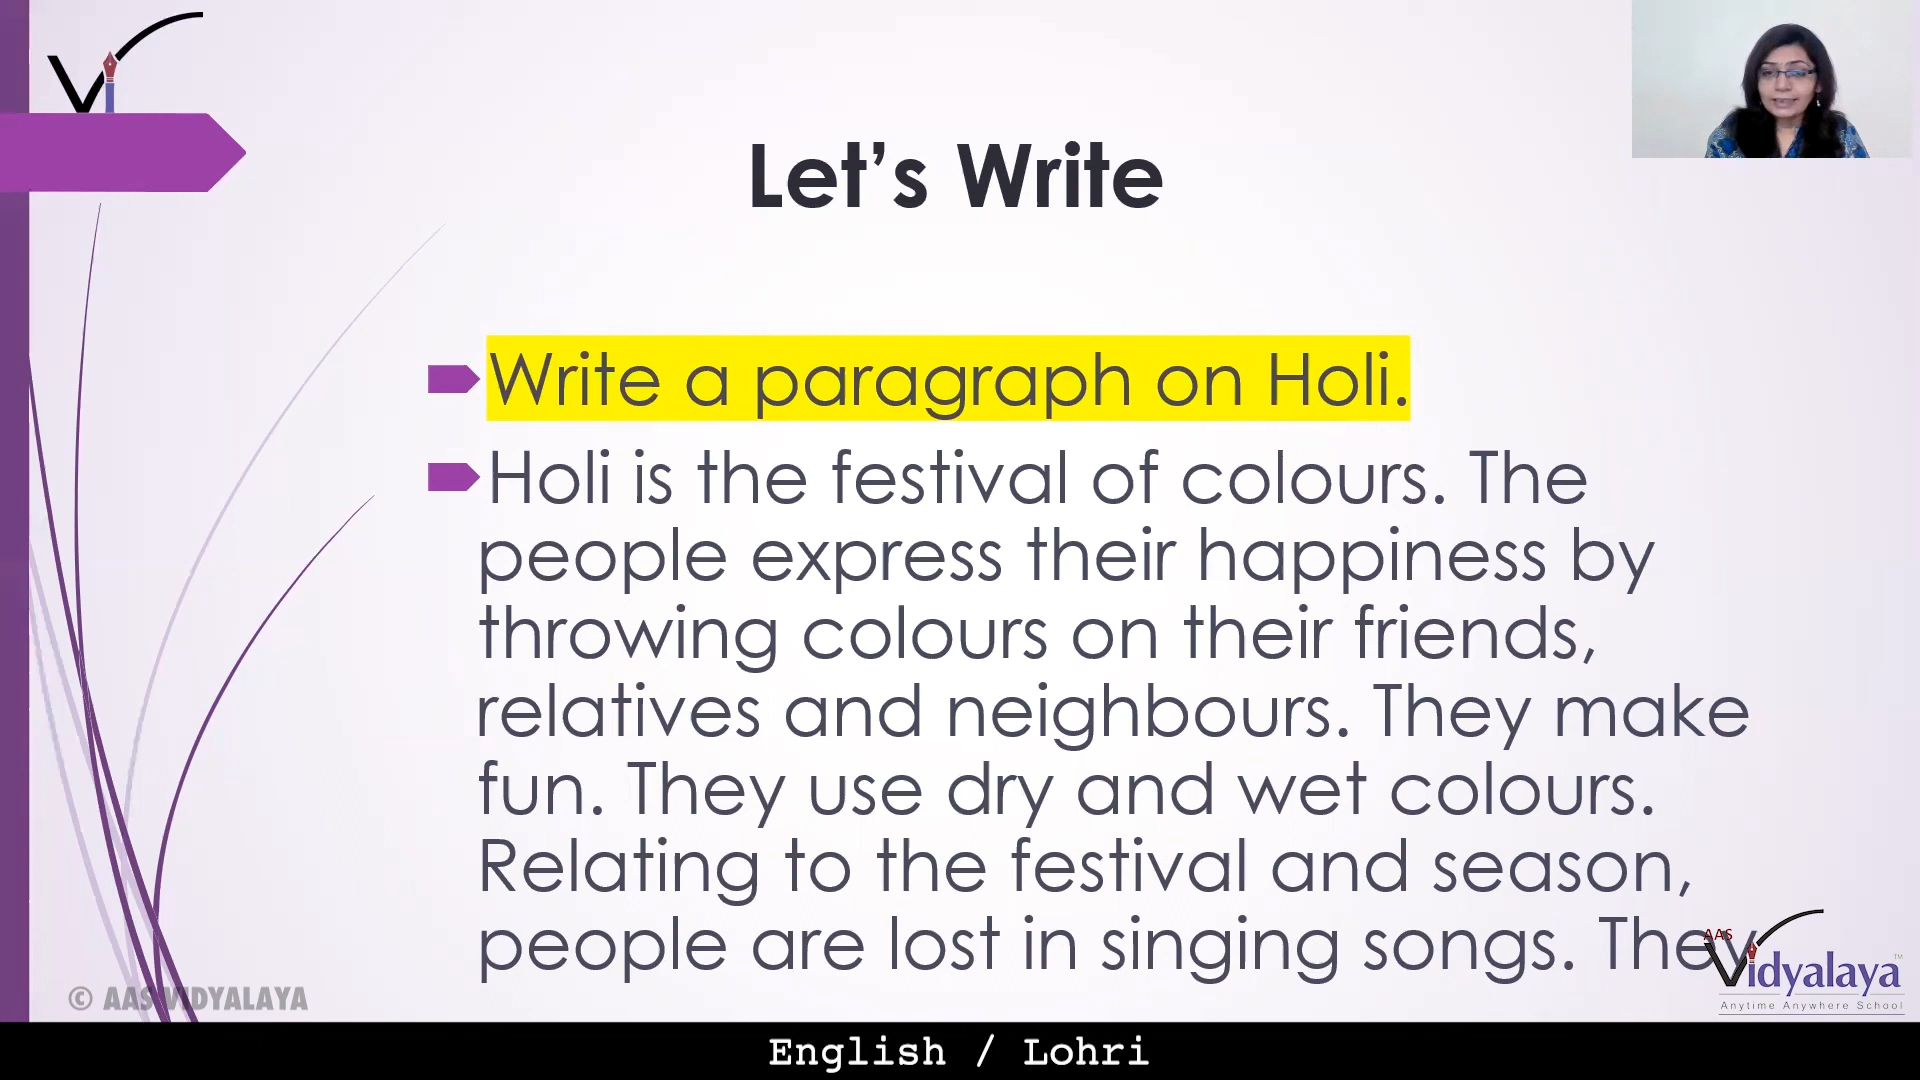 Vi
Let's Write
Write a paragraph on Holi.
Holi is the festival of colours. The
people express their happiness by
throwing colours on their friends,
relatives and neighbours. They make
fun. They use dry and wet colours.
Relating to the festival and season,
people are lost in singing songs. They
AAS
Vidyalaya™
Anytime Anywhere School
© AAS VIDYALAYA
English / Lohri